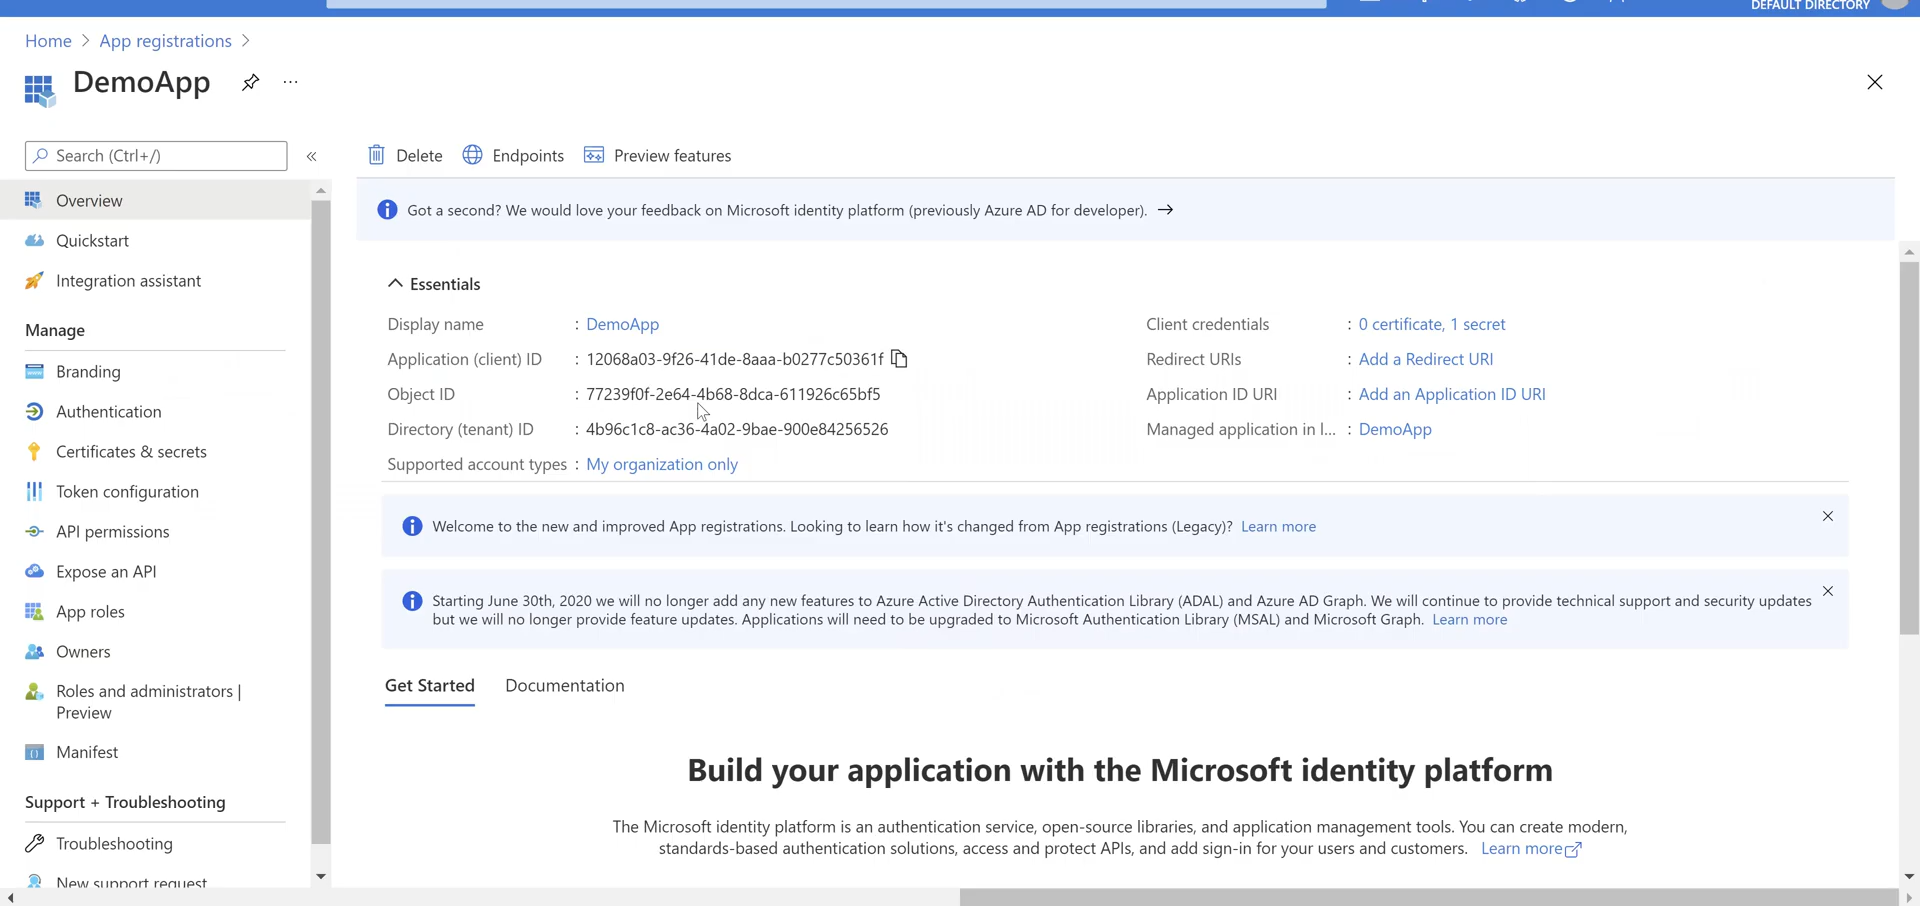 DEFAULT DIRECTORY
Home > App registrations >
DemoApp
Search (Ctrl+/)
«
Delete
Endpoints
Preview features
Overview
Quickstart
Integration assistant
Manage
Branding
Authentication
Certificates & secrets
Token configuration
API permissions
Expose an API
App roles
Owners
Roles and administrators |
Preview
Manifest
Support + Troubleshooting
Troubleshooting
New support request
Got a second? We would love your feedback on Microsoft identity platform (previously Azure AD for developer). →
Essentials
Display name : DemoApp
Application (client) ID : 12068a03-9f26-41de-8aaa-b0277c50361f
Object ID : 77239f0f-2e64-4b68-8dca-611926c65bf5
Directory (tenant) ID : 4b96c1c8-ac36-4a02-9bae-900e84256526
Supported account types : My organization only
Client credentials : 0 certificate, 1 secret
Redirect URIs : Add a Redirect URI
Application ID URI : Add an Application ID URI
Managed application in l... : DemoApp
Welcome to the new and improved App registrations. Looking to learn how it's changed from App registrations (Legacy)? Learn more
Starting June 30th, 2020 we will no longer add any new features to Azure Active Directory Authentication Library (ADAL) and Azure AD Graph. We will continue to provide technical support and security updates
but we will no longer provide feature updates. Applications will need to be upgraded to Microsoft Authentication Library (MSAL) and Microsoft Graph. Learn more
Get Started
Documentation
Build your application with the Microsoft identity platform
The Microsoft identity platform is an authentication service, open-source libraries, and application management tools. You can create modern,
standards-based authentication solutions, access and protect APIs, and add sign-in for your users and customers. Learn more